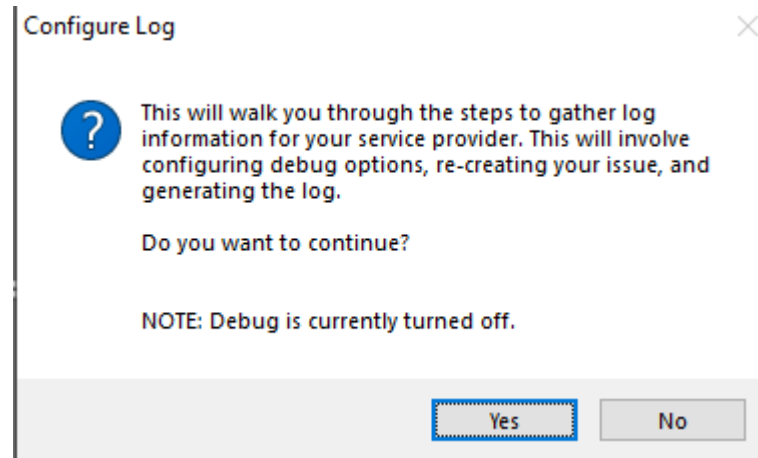 Configure Log
?
This will walk you through the steps to gather log
information for your service provider. This will involve
configuring debug options, re-creating your issue, and
generating the log.
Do you want to continue?
NOTE: Debug is currently turned off.
Yes No